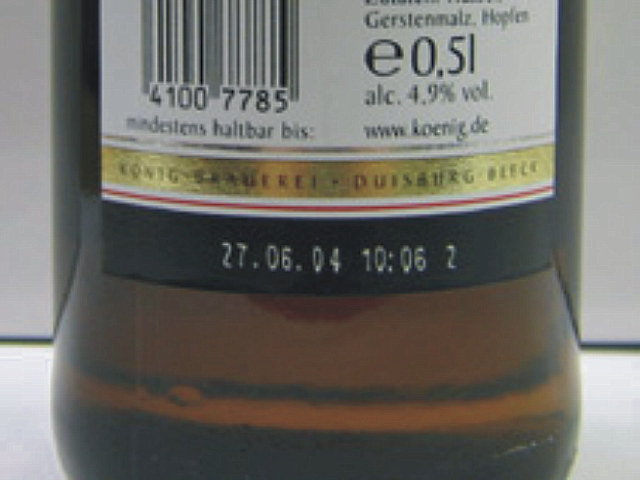 Gerstenmalz, Hopfen
e 0,5l
alc. 4.9% vol.
www.koenig.de
4100 7785
mindestens haltbar bis:
KÖNIG-BRAUEREI · DUISBURG BEECK
27.06.04 10:06 2